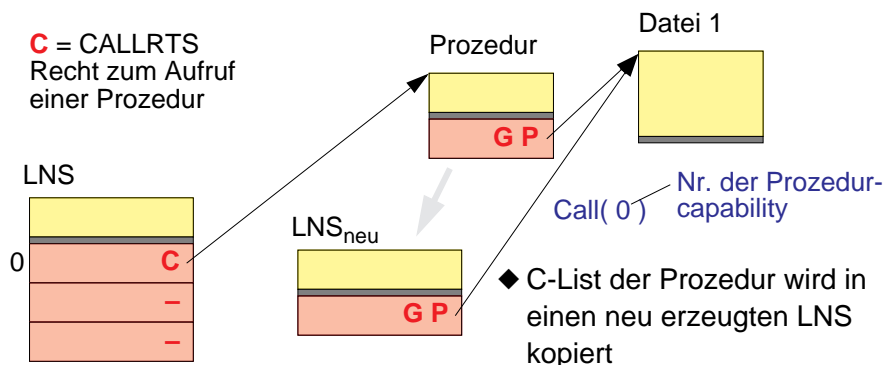 C = CALLRTS
Recht zum Aufruf
einer Prozedur
Prozedur
G P
Datei 1
LNS
0
C
–
–
LNSneu
G P
Call( 0 )
Nr. der Prozedur-
capability
◆ C-List der Prozedur wird in
einen neu erzeugten LNS
kopiert